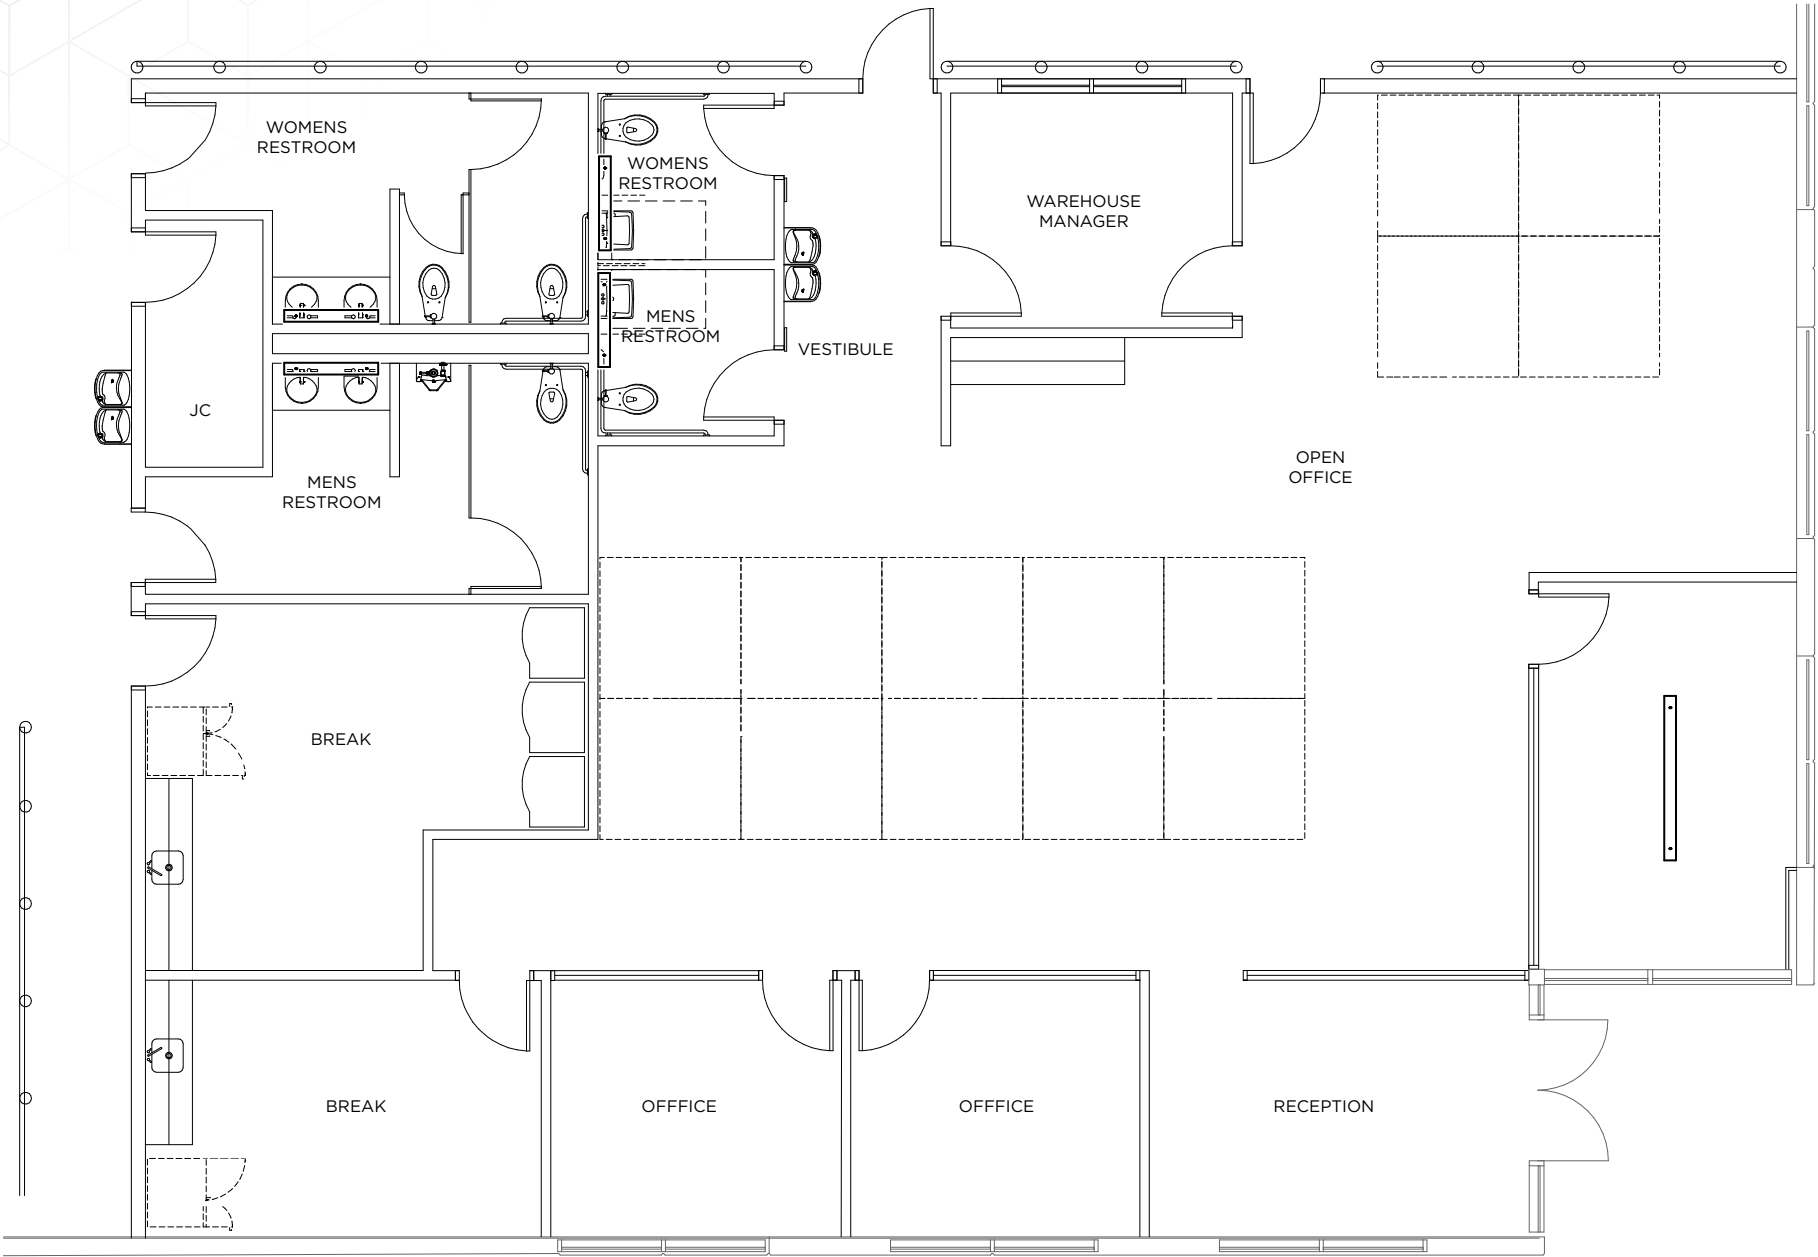 WOMENS
RESTROOM
WOMENS
RESTROOM
WAREHOUSE
MANAGER
MENS
RESTROOM
VESTIBULE
JC
OPEN
OFFICE
MENS
RESTROOM
BREAK
BREAK
OFFFICE
OFFFICE
RECEPTION